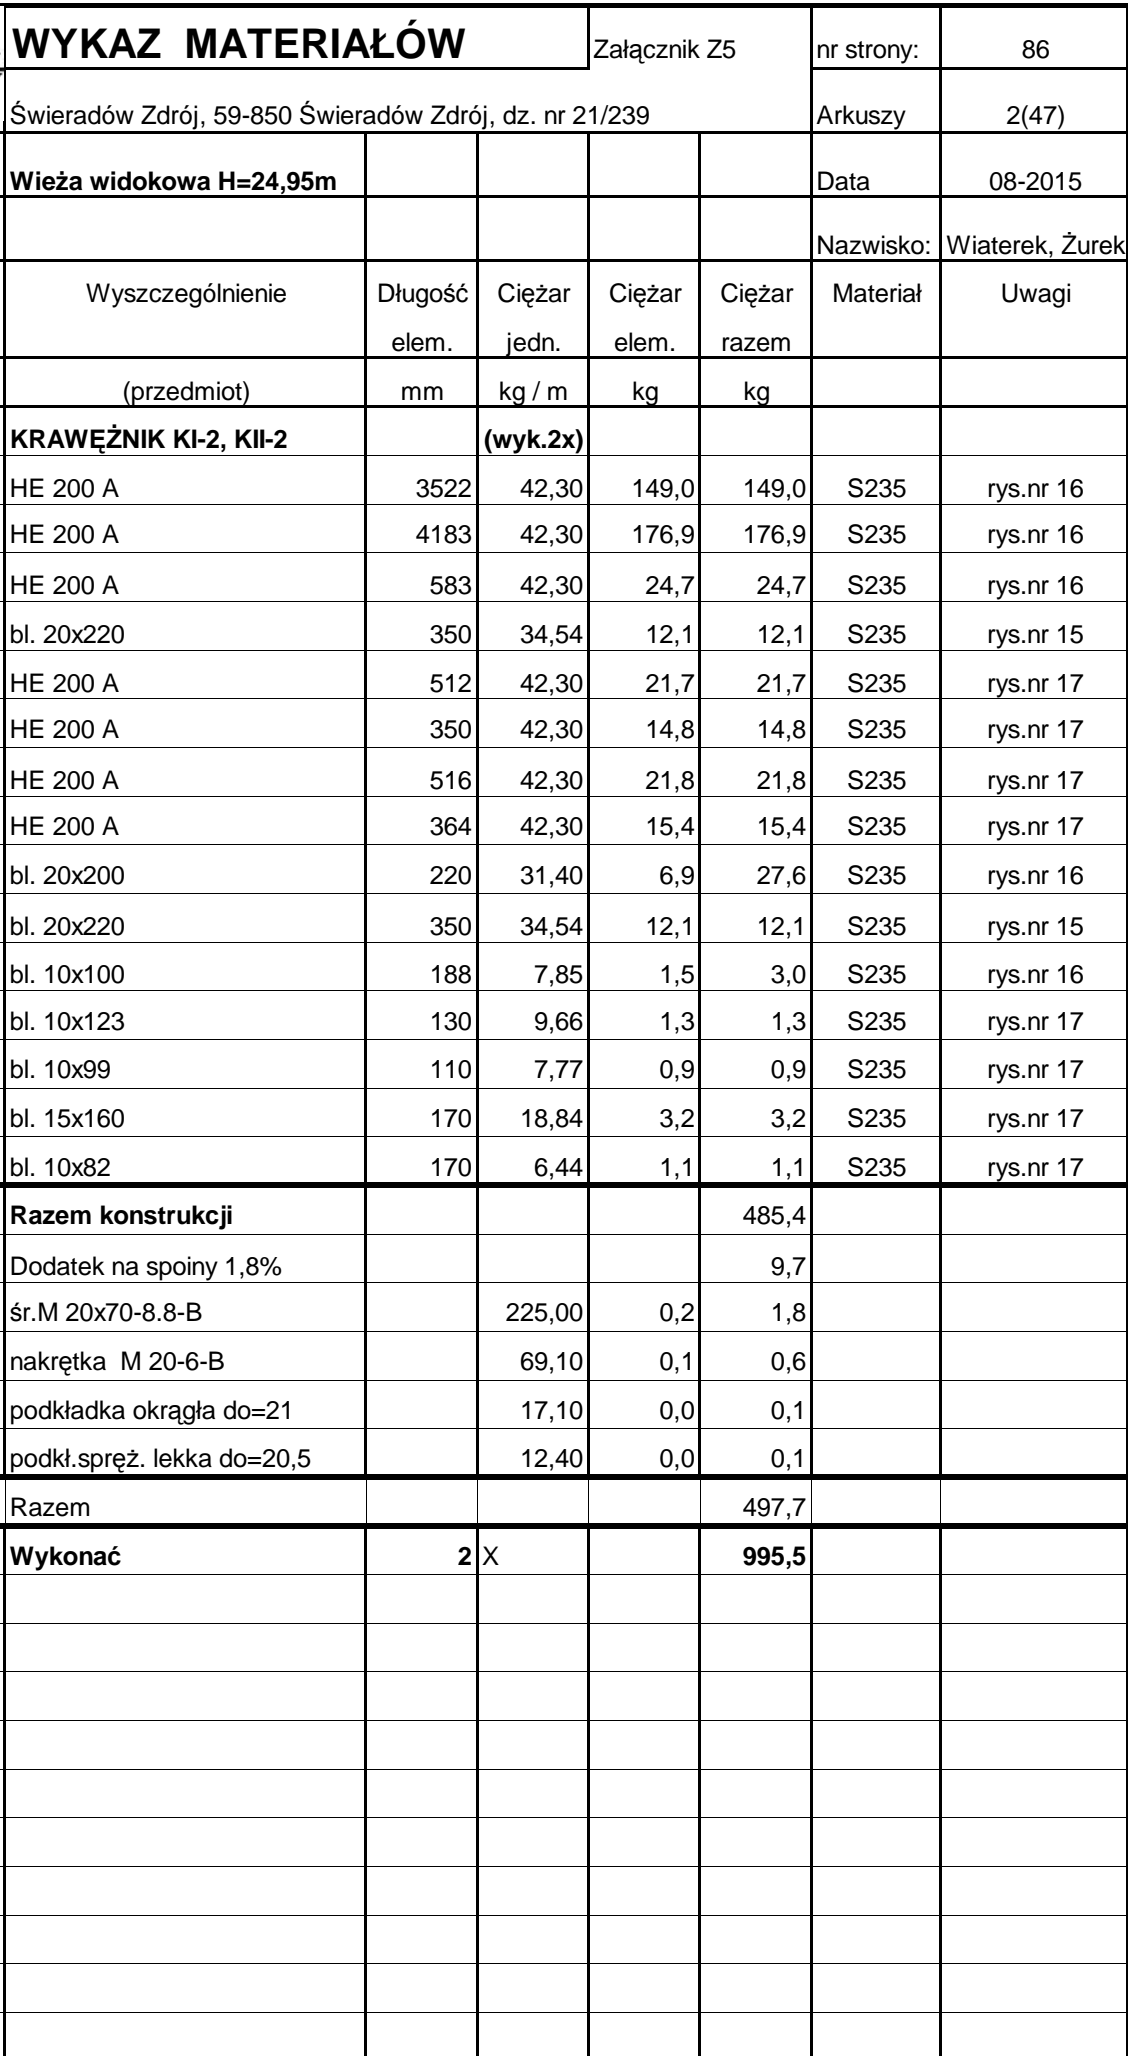 WYKAZ MATERIAŁÓW Załącznik Z5 nr strony: 86
Świeradów Zdrój, 59-850 Świeradów Zdrój, dz. nr 21/239 Arkuszy 2(47)
Wieża widokowa H=24,95m Data 08-2015
Nazwisko: Wiaterek, Żurek
Wyszczególnienie Długość Ciężar Ciężar Ciężar Materiał Uwagi
elem. jedn. elem. razem
(przedmiot) mm kg / m kg kg
KRAWĘŻNIK KI-2, KII-2 (wyk.2x)
HE 200 A 3522 42,30 149,0 149,0 S235 rys.nr 16
HE 200 A 4183 42,30 176,9 176,9 S235 rys.nr 16
HE 200 A 583 42,30 24,7 24,7 S235 rys.nr 16
bl. 20x220 350 34,54 12,1 12,1 S235 rys.nr 15
HE 200 A 512 42,30 21,7 21,7 S235 rys.nr 17
HE 200 A 350 42,30 14,8 14,8 S235 rys.nr 17
HE 200 A 516 42,30 21,8 21,8 S235 rys.nr 17
HE 200 A 364 42,30 15,4 15,4 S235 rys.nr 17
bl. 20x200 220 31,40 6,9 27,6 S235 rys.nr 16
bl. 20x220 350 34,54 12,1 12,1 S235 rys.nr 15
bl. 10x100 188 7,85 1,5 3,0 S235 rys.nr 16
bl. 10x123 130 9,66 1,3 1,3 S235 rys.nr 17
bl. 10x99 110 7,77 0,9 0,9 S235 rys.nr 17
bl. 15x160 170 18,84 3,2 3,2 S235 rys.nr 17
bl. 10x82 170 6,44 1,1 1,1 S235 rys.nr 17
Razem konstrukcji 485,4
Dodatek na spoiny 1,8% 9,7
śr.M 20x70-8.8-B 225,00 0,2 1,8
nakrętka M 20-6-B 69,10 0,1 0,6
podkładka okrągła do=21 17,10 0,0 0,1
podkł.spręż. lekka do=20,5 12,40 0,0 0,1
Razem 497,7
Wykonać 2 X 995,5